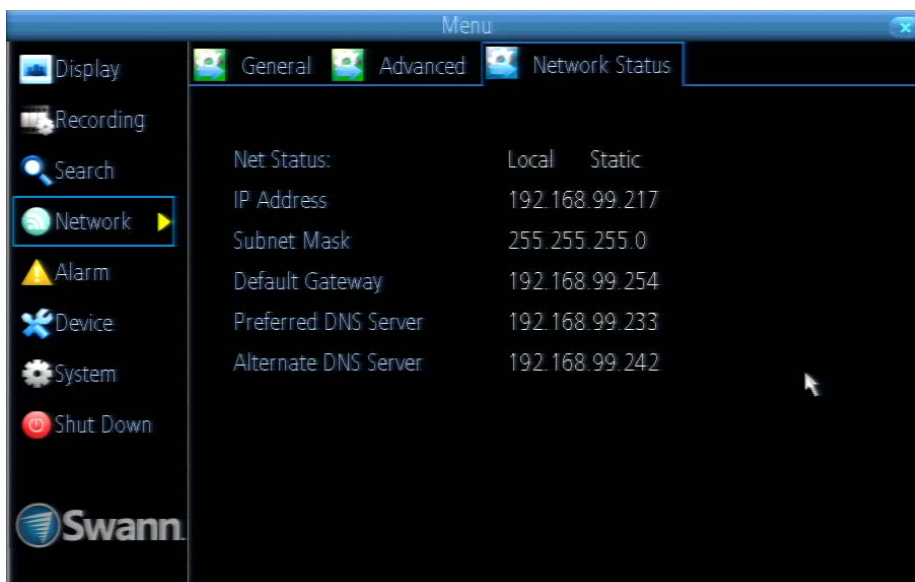 Menu
General Advanced Network Status
Display
Recording
Search
Network
Alarm
Device
System
Shut Down
Net Status: Local Static
IP Address 192.168.99.217
Subnet Mask 255.255.255.0
Default Gateway 192.168.99.254
Preferred DNS Server 192.168.99.233
Alternate DNS Server 192.168.99.242
Swann